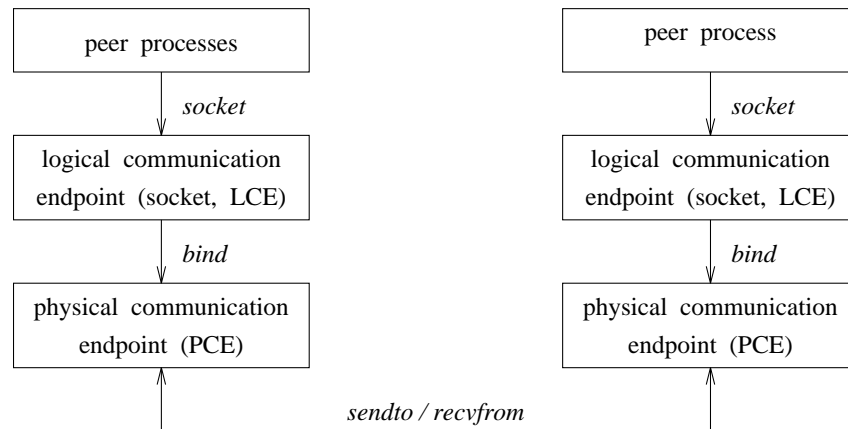 peer processes
peer process
socket
socket
logical communication
endpoint (socket, LCE)
logical communication
endpoint (socket, LCE)
bind
bind
physical communication
endpoint (PCE)
physical communication
endpoint (PCE)
sendto / recvfrom